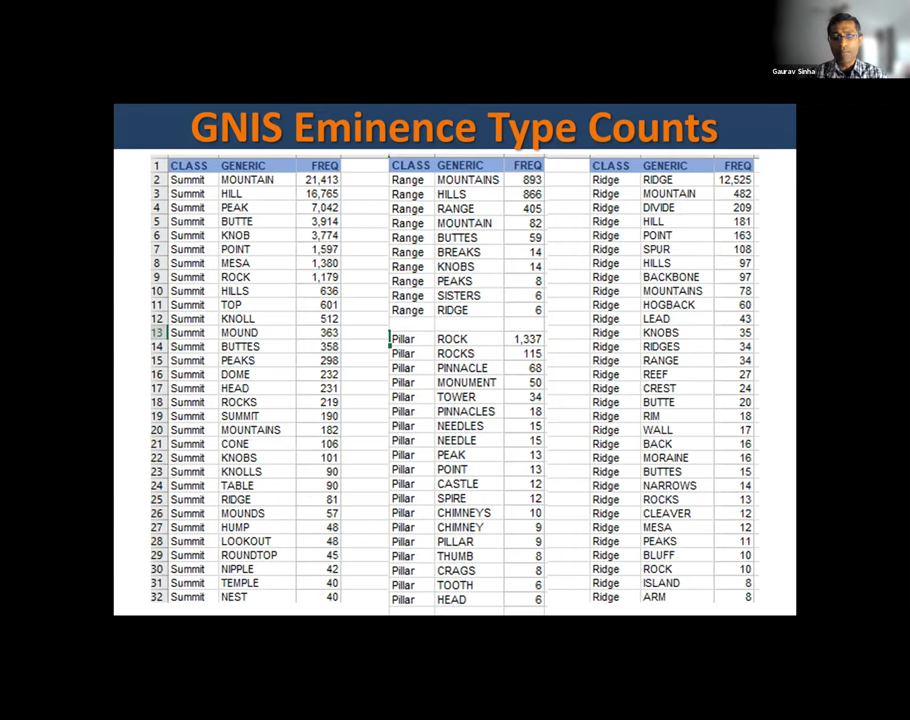 Gaurav Sinha
GNIS Eminence Type Counts
1 CLASS GENERIC FREQ
2 Summit MOUNTAIN 21,413
3 Summit HILL 16,765
4 Summit PEAK 7,042
5 Summit BUTTE 3,914
6 Summit KNOB 3,774
7 Summit POINT 1,597
8 Summit MESA 1,380
9 Summit ROCK 1,179
10 Summit HILLS 636
11 Summit TOP 601
12 Summit KNOLL 512
13 Summit MOUND 363
14 Summit BUTTES 358
15 Summit PEAKS 298
16 Summit DOME 232
17 Summit HEAD 231
18 Summit ROCKS 219
19 Summit SUMMIT 190
20 Summit MOUNTAINS 182
21 Summit CONE 106
22 Summit KNOBS 101
23 Summit KNOLLS 90
24 Summit TABLE 90
25 Summit RIDGE 81
26 Summit MOUNDS 57
27 Summit HUMP 48
28 Summit LOOKOUT 48
29 Summit ROUNDTOP 45
30 Summit NIPPLE 42
31 Summit TEMPLE 40
32 Summit NEST 40
CLASS GENERIC FREQ
Range MOUNTAINS 893
Range HILLS 866
Range RANGE 405
Range MOUNTAIN 82
Range BUTTES 59
Range BREAKS 14
Range KNOBS 14
Range PEAKS 8
Range SISTERS 6
Range RIDGE 6
Pillar ROCK 1,337
Pillar ROCKS 115
Pillar PINNACLE 68
Pillar MONUMENT 50
Pillar TOWER 34
Pillar PINNACLES 18
Pillar NEEDLES 15
Pillar NEEDLE 15
Pillar PEAK 13
Pillar POINT 13
Pillar CASTLE 12
Pillar SPIRE 12
Pillar CHIMNEYS 10
Pillar CHIMNEY 9
Pillar PILLAR 9
Pillar THUMB 8
Pillar CRAGS 8
Pillar TOOTH 6
Pillar HEAD 6
CLASS GENERIC FREQ
Ridge RIDGE 12,525
Ridge MOUNTAIN 482
Ridge DIVIDE 209
Ridge HILL 181
Ridge POINT 163
Ridge SPUR 108
Ridge HILLS 97
Ridge BACKBONE 97
Ridge MOUNTAINS 78
Ridge HOGBACK 60
Ridge LEAD 43
Ridge KNOBS 35
Ridge RIDGES 34
Ridge RANGE 34
Ridge REEF 27
Ridge CREST 24
Ridge BUTTE 20
Ridge RIM 18
Ridge WALL 17
Ridge BACK 16
Ridge MORAINE 16
Ridge BUTTES 15
Ridge NARROWS 14
Ridge ROCKS 13
Ridge CLEAVER 12
Ridge MESA 12
Ridge PEAKS 11
Ridge BLUFF 10
Ridge ROCK 10
Ridge ISLAND 8
Ridge ARM 8